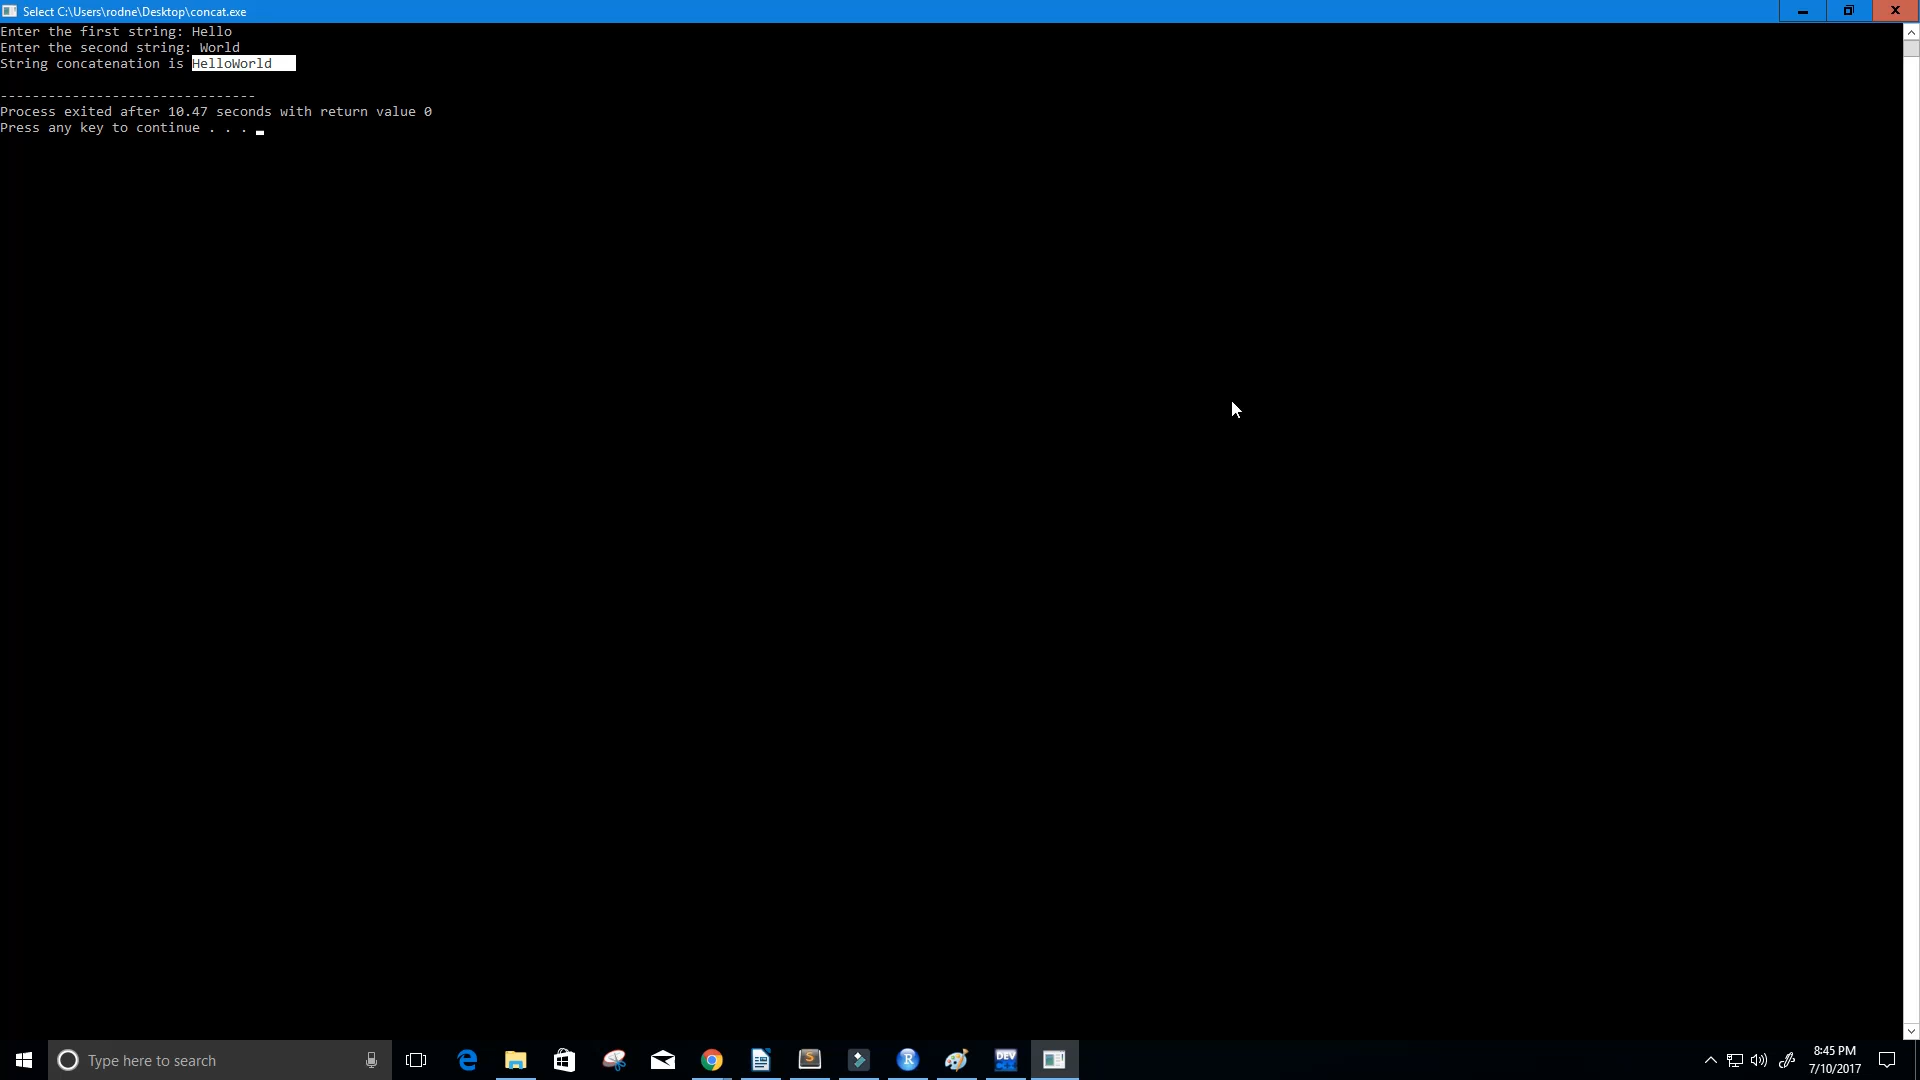 Select C:\Users\rodne\Desktop\concat.exe
Enter the first string: Hello
Enter the second string: World
String concatenation is HelloWorld
--------------------------------
Process exited after 10.47 seconds with return value 0
Press any key to continue . . .
Type here to search
S
R
DEV
8:45 PM
7/10/2017